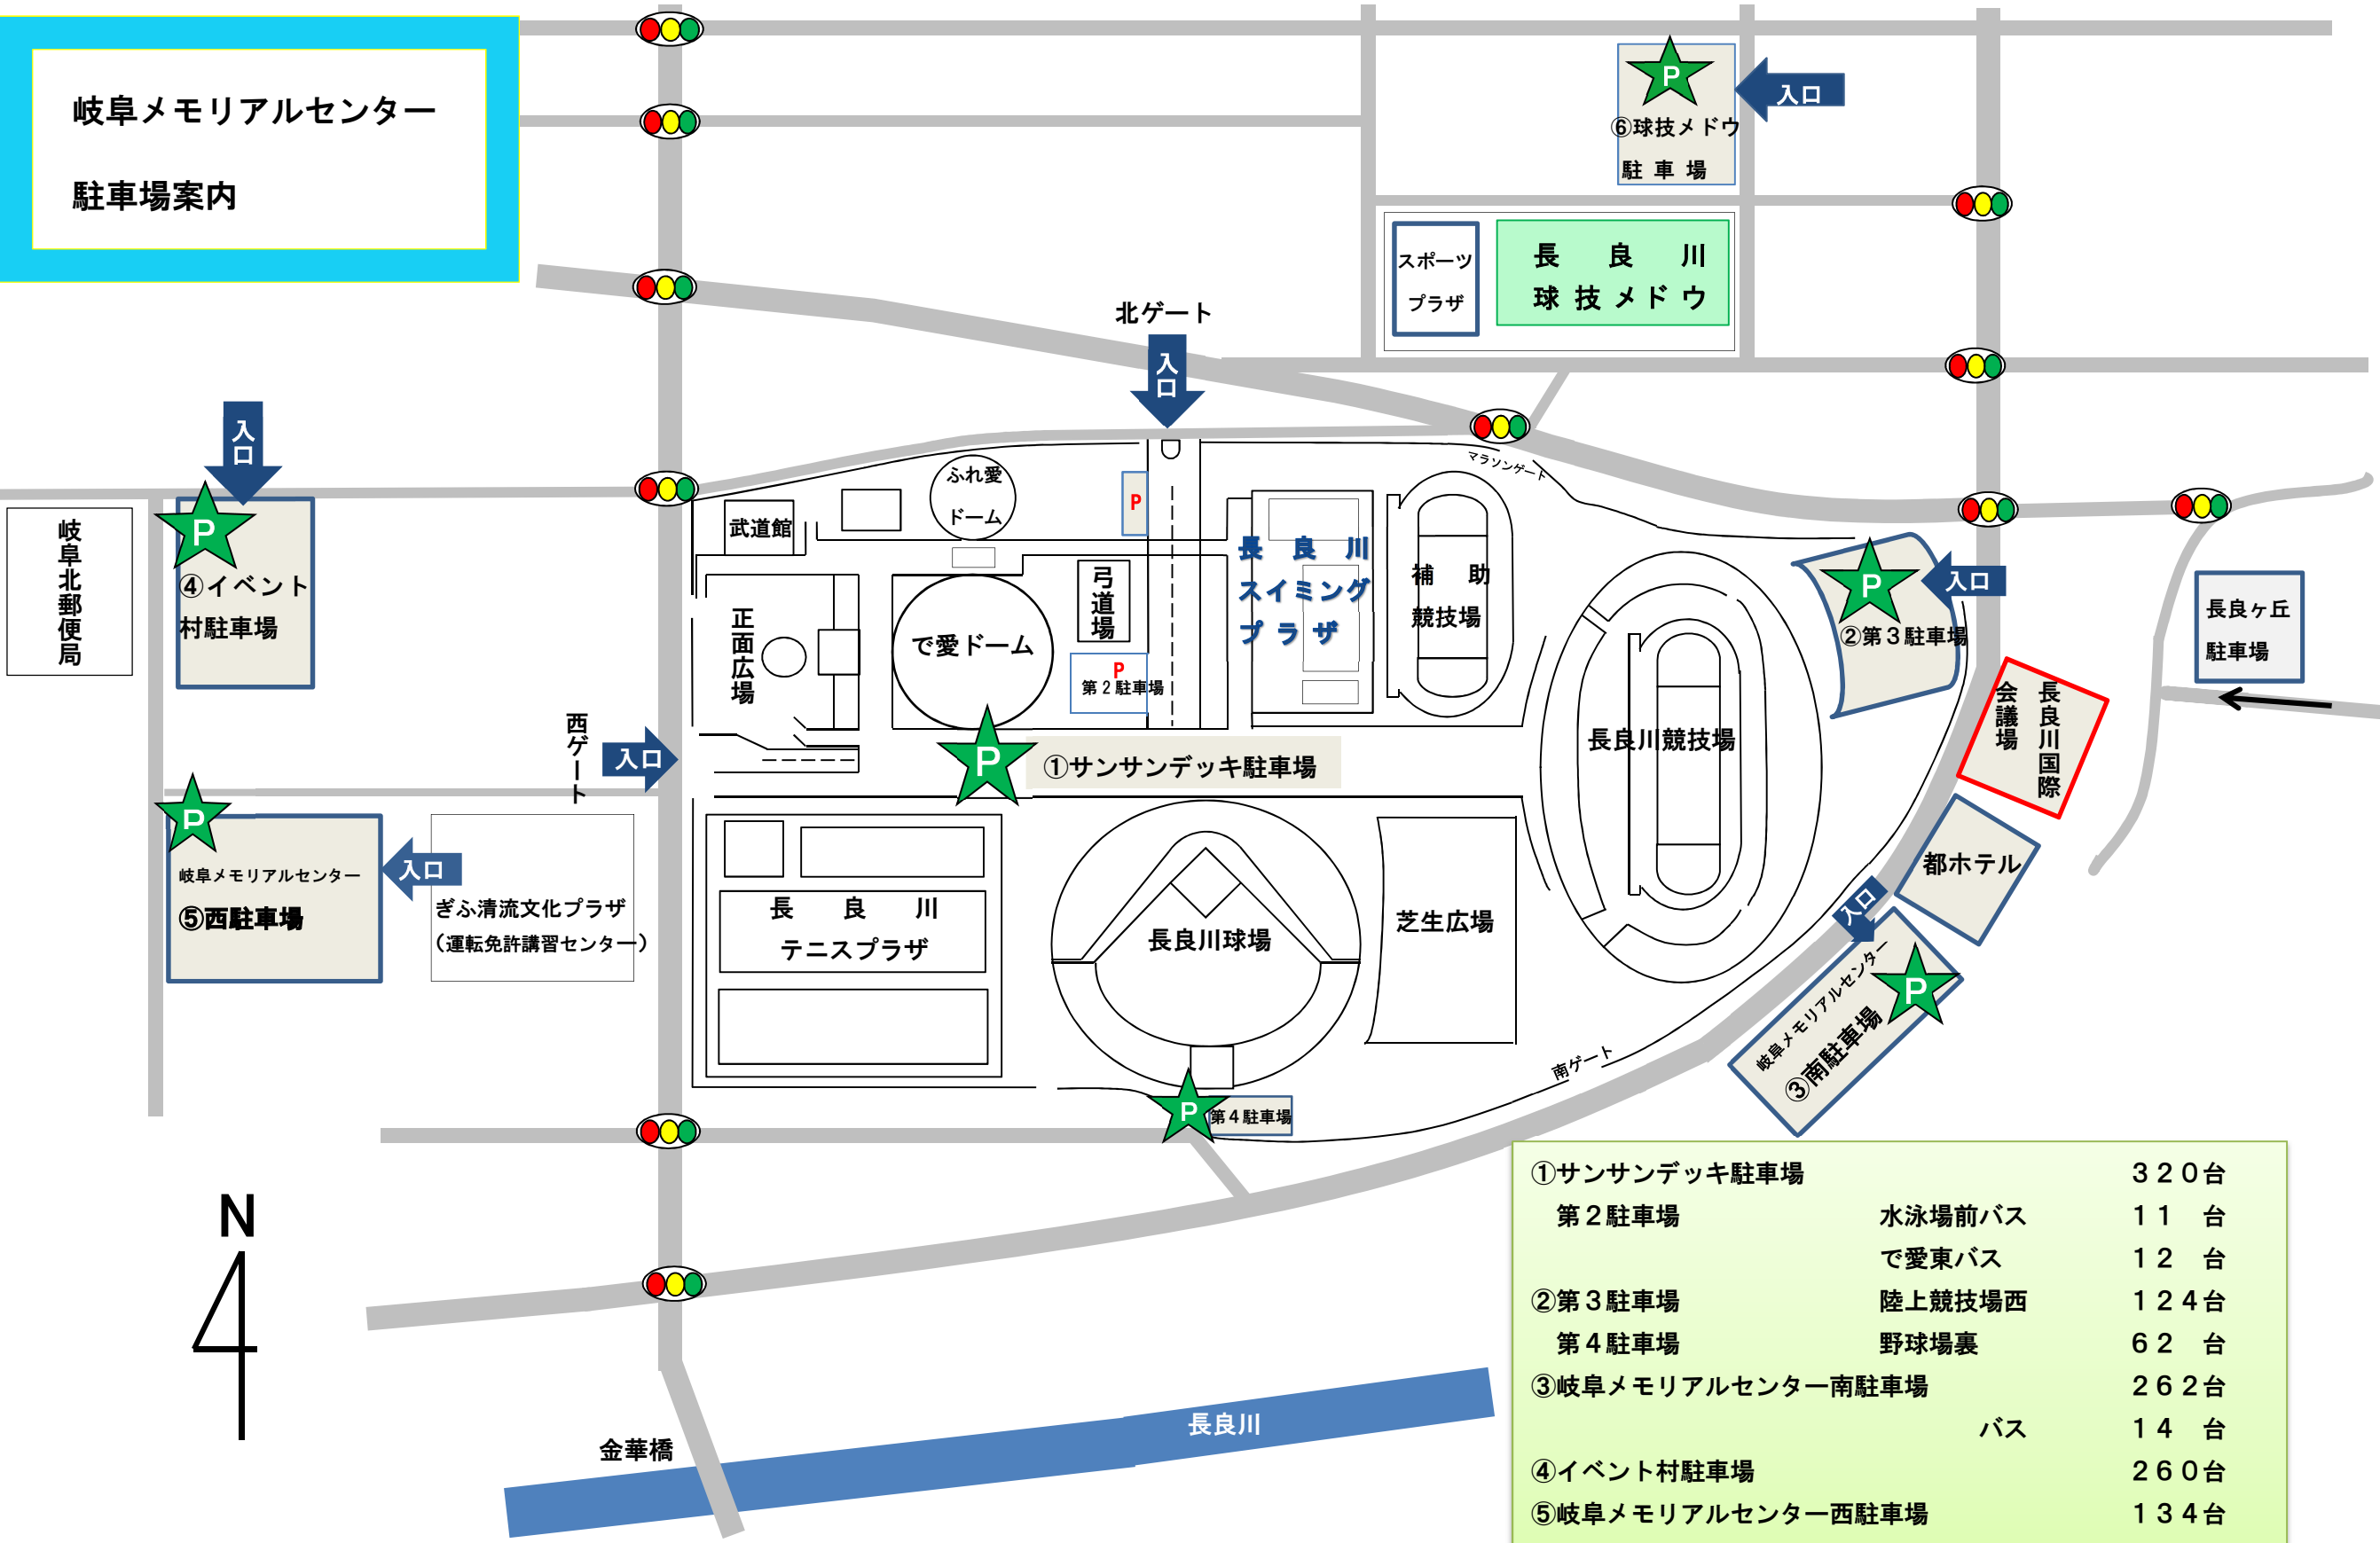 岐阜メモリアルセンター
駐車場案内
P
入口
⑥球技メドウ
駐 車 場
スポーツ
プラザ
長 良 川
球 技 メ ド ウ
北ゲート
入口
入口
岐阜北郵便局
P
④イベント
村駐車場
マラソンゲート
ふれ愛
ドーム
武道館
P
長 良 川
スイミング
プ ラ ザ
補 助
競技場
弓道場
正面広場
で愛ドーム
P
第２駐車場
P
入口
②第３駐車場
長良ヶ丘
駐車場
長良川国際
会議場
西ゲート
入口
P
①サンサンデッキ駐車場
長良川競技場
P
岐阜メモリアルセンター
⑤西駐車場
入口
ぎふ清流文化プラザ
（運転免許講習センター）
長 良 川
テニスプラザ
長良川球場
芝生広場
都ホテル
入口
岐阜メモリアルセンター
③南駐車場
P
南ゲート
P
第４駐車場
N
金華橋
長良川
①サンサンデッキ駐車場 ３２０台
第２駐車場 水泳場前バス １１ 台
で愛東バス １２ 台
②第３駐車場 陸上競技場西 １２４台
第４駐車場 野球場裏 ６２ 台
③岐阜メモリアルセンター南駐車場 ２６２台
バス １４ 台
④イベント村駐車場 ２６０台
⑤岐阜メモリアルセンター西駐車場 １３４台